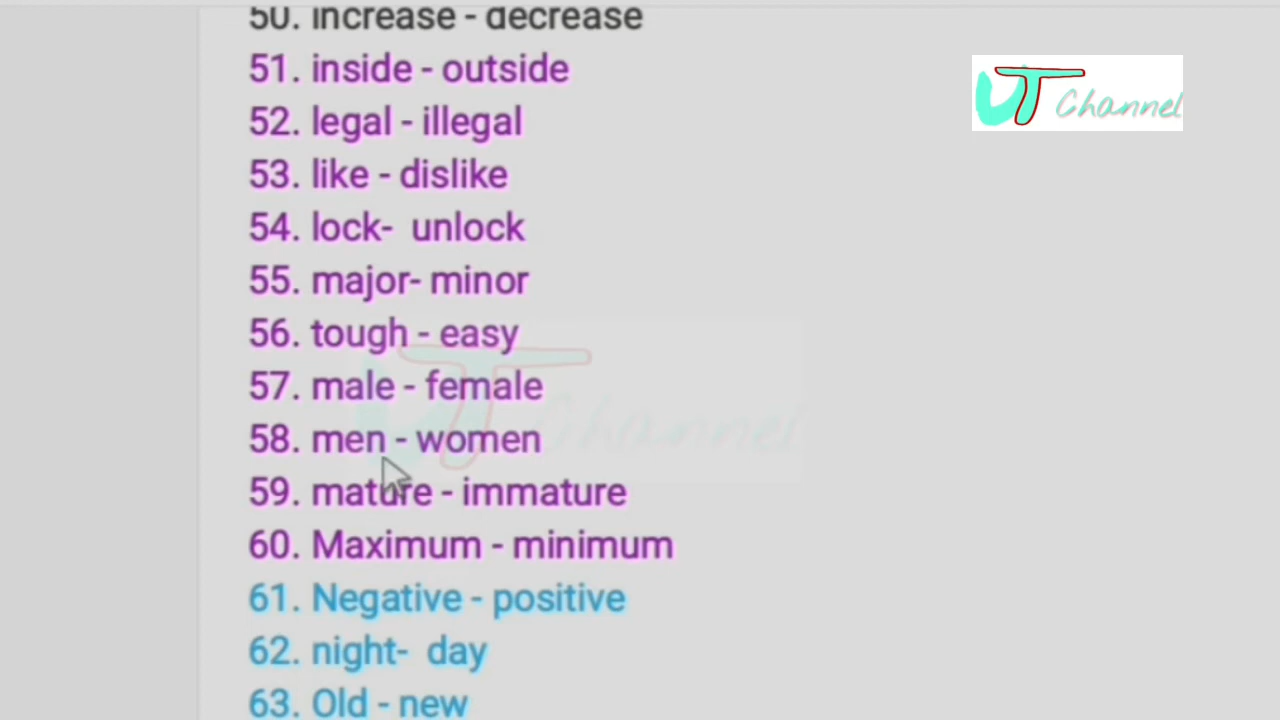 50. increase - decrease
51. inside - outside
52. legal - illegal
53. like - dislike
54. lock-  unlock
55. major- minor
56. tough - easy
57. male - female
58. men - women
59. mature - immature
60. Maximum - minimum
61. Negative - positive
62. night-  day
63. Old - new
UT Channel
UT Channel